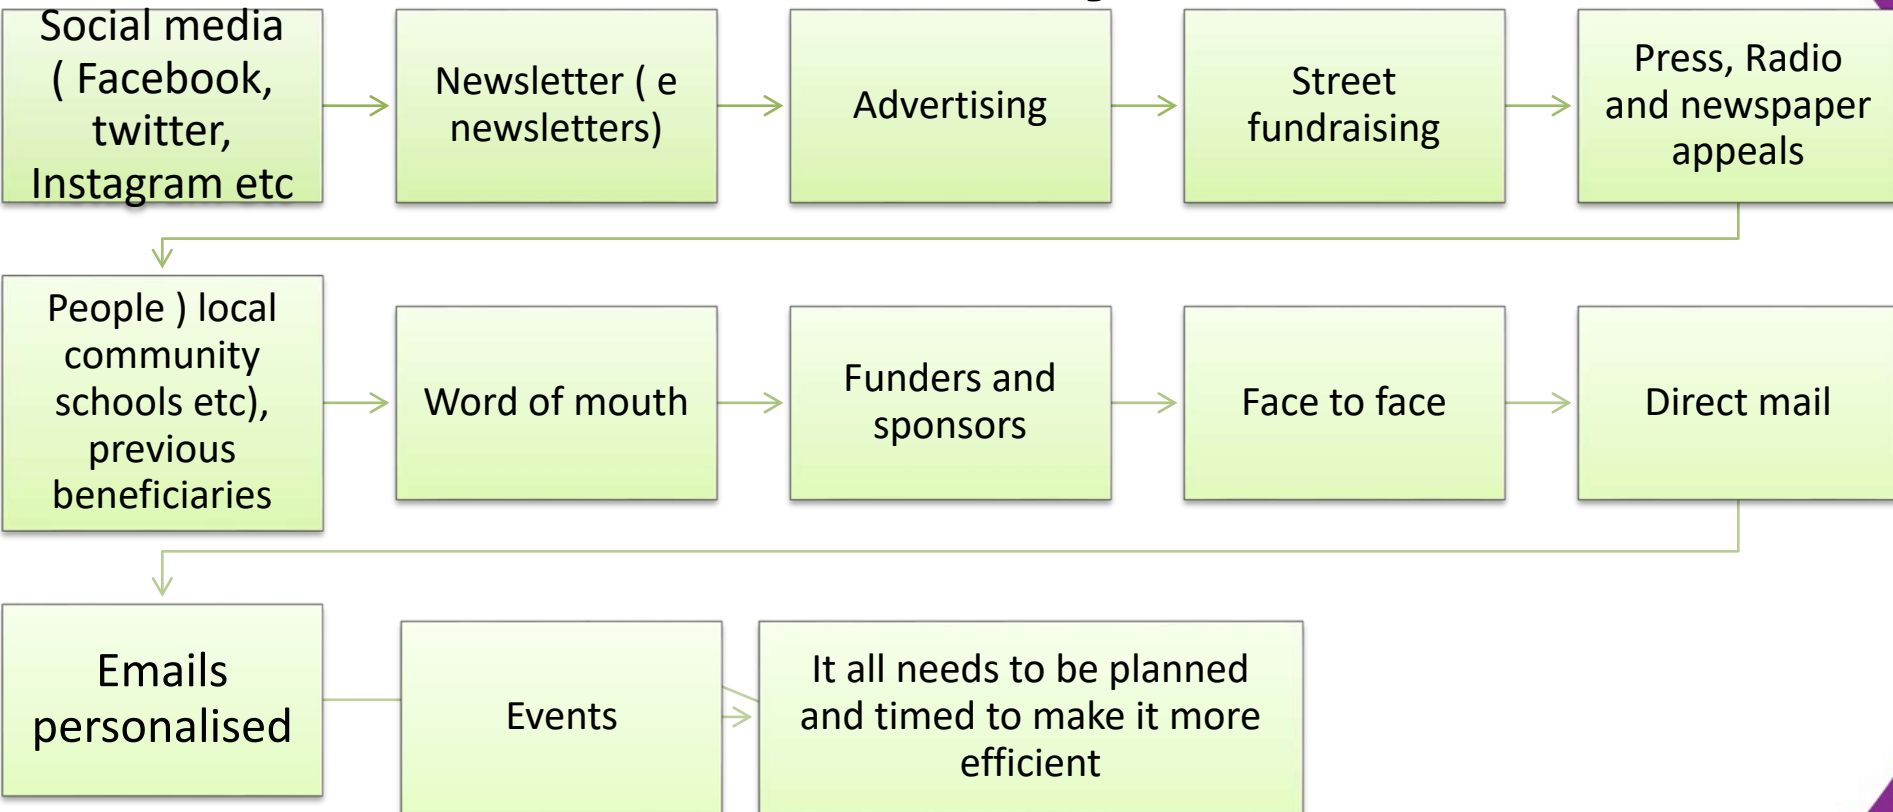 Social media
( Facebook,
twitter,
Instagram etc
Newsletter ( e
newsletters)
Advertising
Street
fundraising
Press, Radio
and newspaper
appeals
People ) local
community
schools etc),
previous
beneficiaries
Word of mouth
Funders and
sponsors
Face to face
Direct mail
Emails
personalised
Events
It all needs to be planned
and timed to make it more
efficient